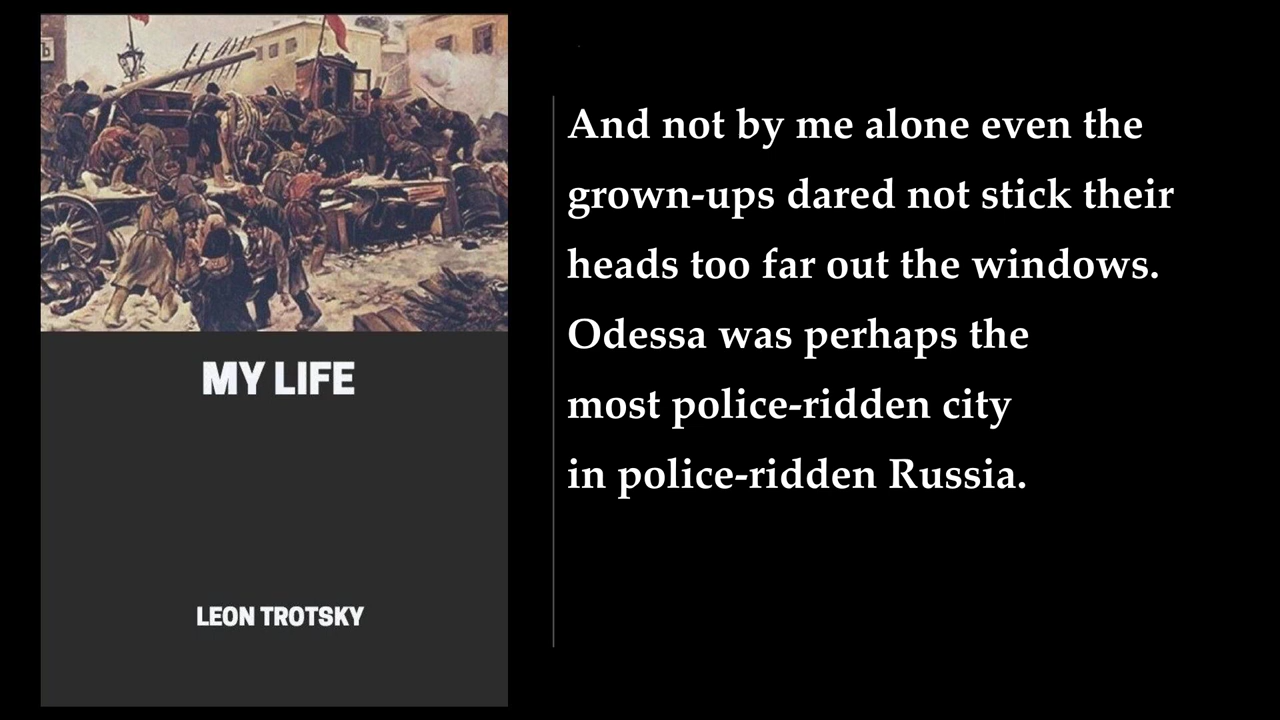 Ъ
MY LIFE
LEON TROTSKY
And not by me alone even the
grown-ups dared not stick their
heads too far out the windows.
Odessa was perhaps the
most police-ridden city
in police-ridden Russia.